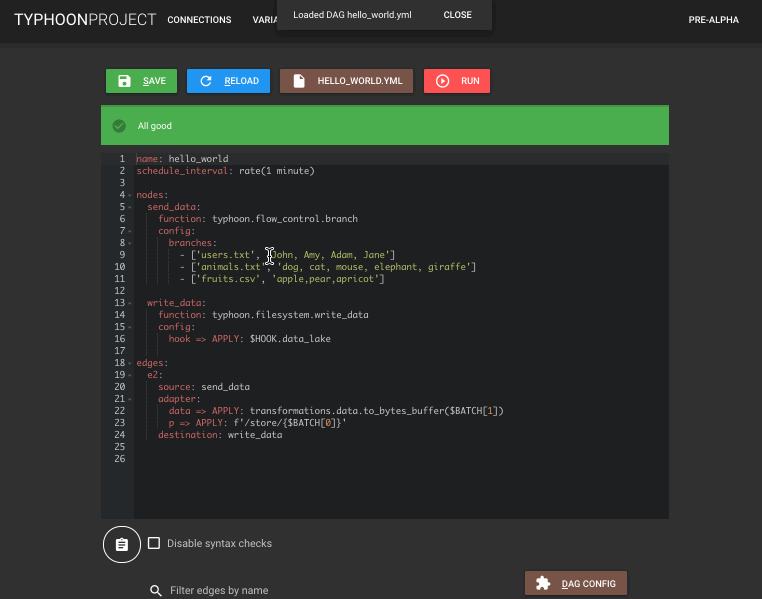 TYPHOONPROJECT CONNECTIONS VARIA PRE-ALPHA
Loaded DAG hello_world.yml CLOSE
SAVE RELOAD HELLO_WORLD.YML RUN
All good
1 name: hello_world
2 schedule_interval: rate(1 minute)
3
4 nodes:
5 send_data:
6 function: typhoon.flow_control.branch
7 config:
8 branches:
9 - ['users.txt', 'John, Amy, Adam, Jane']
10 - ['animals.txt', 'dog, cat, mouse, elephant, giraffe']
11 - ['fruits.csv', 'apple,pear,apricot']
12
13 write_data:
14 function: typhoon.filesystem.write_data
15 config:
16 hook => APPLY: $HOOK.data_lake
17
18 edges:
19 e2:
20 source: send_data
21 adapter:
22 data => APPLY: transformations.data.to_bytes_buffer($BATCH[1])
23 p => APPLY: f'/store/{$BATCH[0]}'
24 destination: write_data
25
26
Disable syntax checks
Filter edges by name
DAG CONFIG